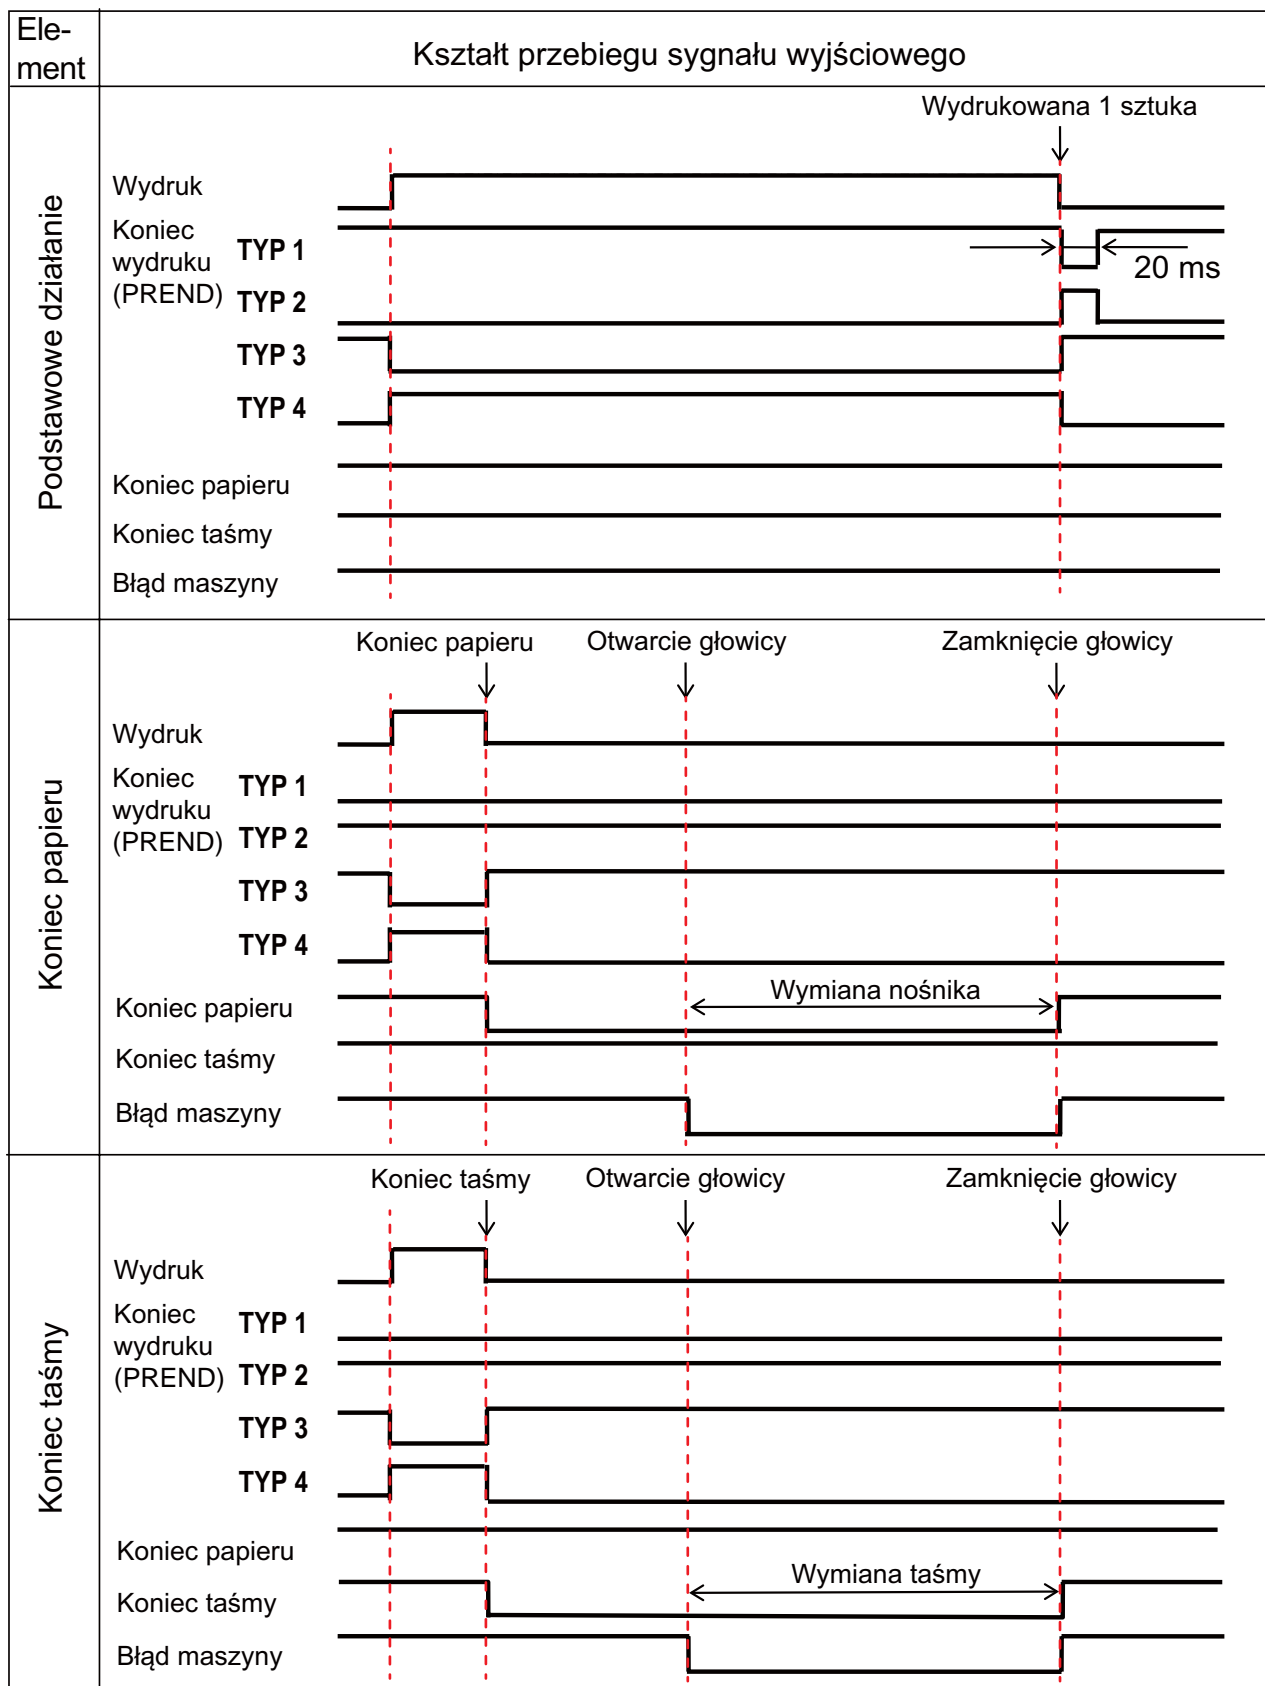 Ele-
ment
Kształt przebiegu sygnału wyjściowego
Podstawowe działanie
Wydrukowana 1 sztuka
Wydruk
Koniec
wydruku
(PREND)
TYP 1
20 ms
TYP 2
TYP 3
TYP 4
Koniec papieru
Koniec taśmy
Błąd maszyny
Koniec papieru
Koniec papieru
Otwarcie głowicy
Zamknięcie głowicy
Wydruk
Koniec
wydruku
(PREND)
TYP 1
TYP 2
TYP 3
TYP 4
Wymiana nośnika
Koniec papieru
Koniec taśmy
Błąd maszyny
Koniec taśmy
Koniec taśmy
Otwarcie głowicy
Zamknięcie głowicy
Wydruk
Koniec
wydruku
(PREND)
TYP 1
TYP 2
TYP 3
TYP 4
Koniec papieru
Wymiana taśmy
Koniec taśmy
Błąd maszyny